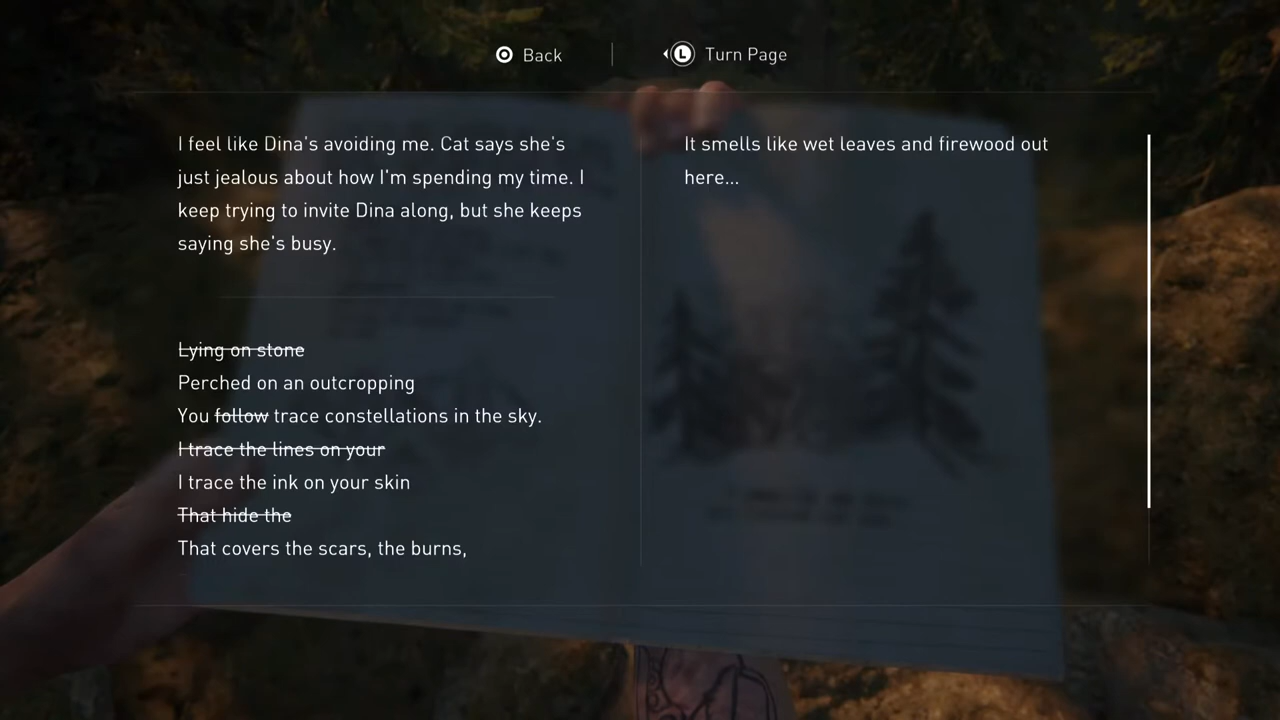 Back
L Turn Page
I feel like Dina's avoiding me. Cat says she's
just jealous about how I'm spending my time. I
keep trying to invite Dina along, but she keeps
saying she's busy.
Lying on stone
Perched on an outcropping
You follow trace constellations in the sky.
I trace the lines on your
I trace the ink on your skin
That hide the
That covers the scars, the burns,
It smells like wet leaves and firewood out
here...